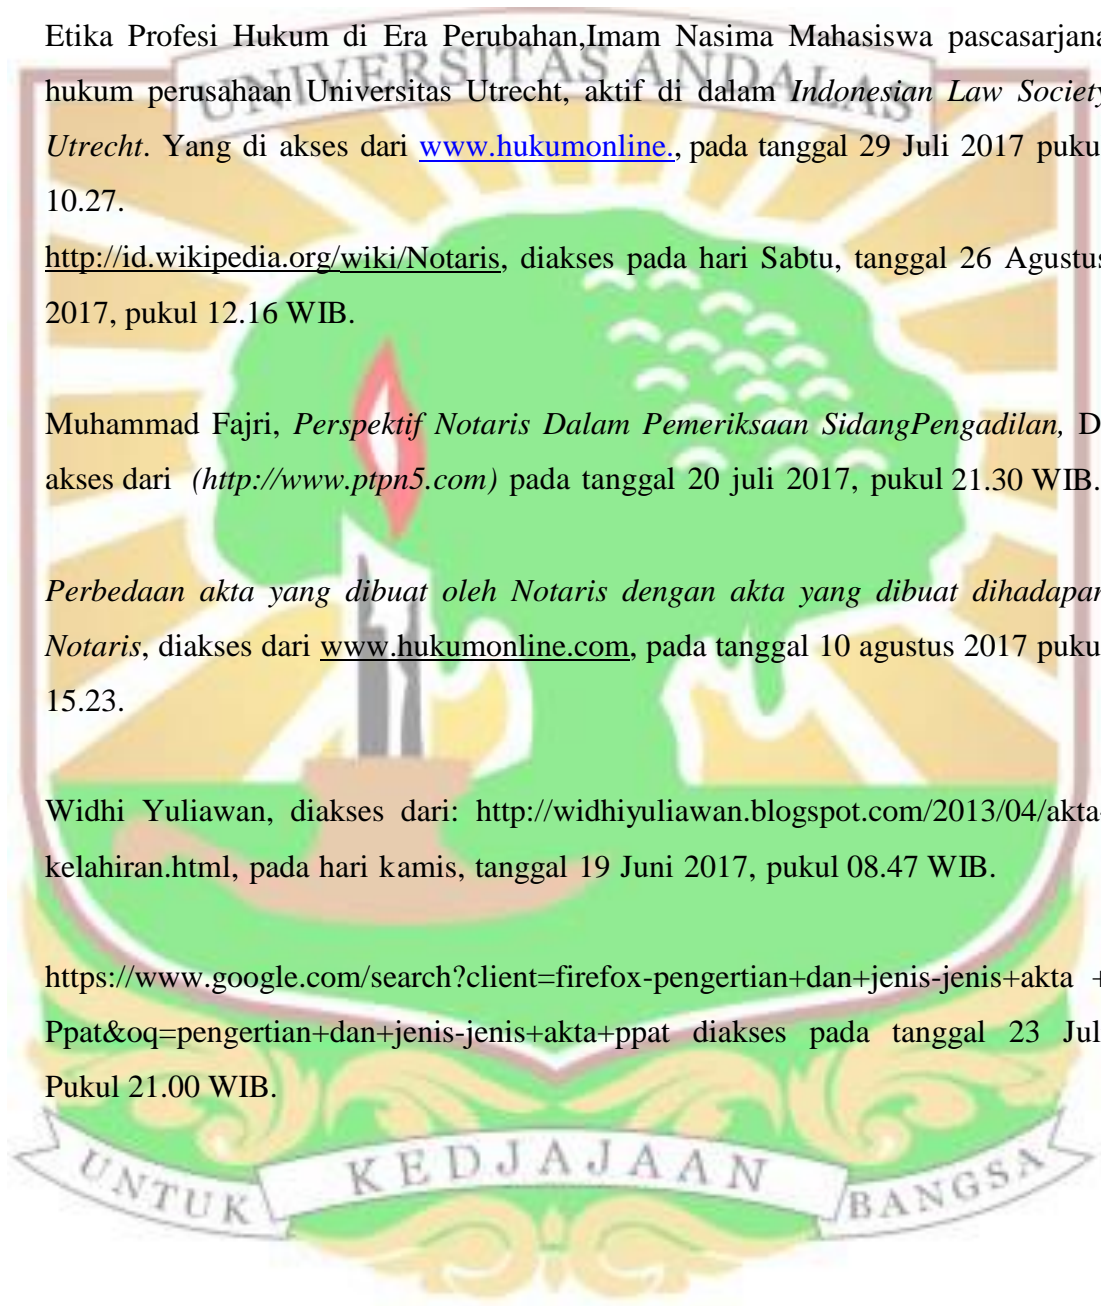 Etika Profesi Hukum di Era Perubahan,Imam Nasima Mahasiswa pascasarjana
UNIVERSITAS ANDALAS
hukum perusahaan Universitas Utrecht, aktif di dalam Indonesian Law Society
Utrecht. Yang di akses dari www.hukumonline., pada tanggal 29 Juli 2017 puku
10.27.
http://id.wikipedia.org/wiki/Notaris, diakses pada hari Sabtu, tanggal 26 Agustus
2017, pukul 12.16 WIB.
Muhammad Fajri, Perspektif Notaris Dalam Pemeriksaan SidangPengadilan, D
akses dari (http://www.ptpn5.com) pada tanggal 20 juli 2017, pukul 21.30 WIB.
Perbedaan akta yang dibuat oleh Notaris dengan akta yang dibuat dihadapan
Notaris, diakses dari www.hukumonline.com, pada tanggal 10 agustus 2017 puku
15.23.
Widhi Yuliawan, diakses dari: http://widhiyuliawan.blogspot.com/2013/04/akta-
kelahiran.html, pada hari kamis, tanggal 19 Juni 2017, pukul 08.47 WIB.
https://www.google.com/search?client=firefox-pengertian+dan+jenis-jenis+akta +
Ppat&oq=pengertian+dan+jenis-jenis+akta+ppat diakses pada tanggal 23 Jul
Pukul 21.00 WIB.
UNTUK KEDJAJAAN BANGSA